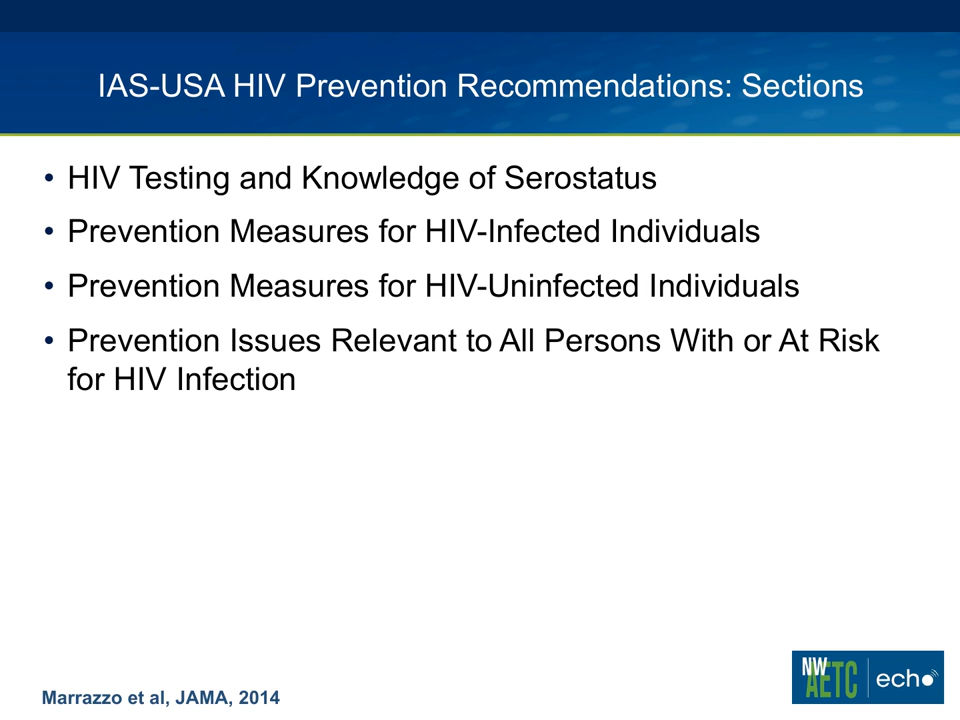 IAS-USA HIV Prevention Recommendations: Sections
• HIV Testing and Knowledge of Serostatus
• Prevention Measures for HIV-Infected Individuals
• Prevention Measures for HIV-Uninfected Individuals
• Prevention Issues Relevant to All Persons With or At Risk
for HIV Infection
Marrazzo et al, JAMA, 2014
NW
AETC
echo